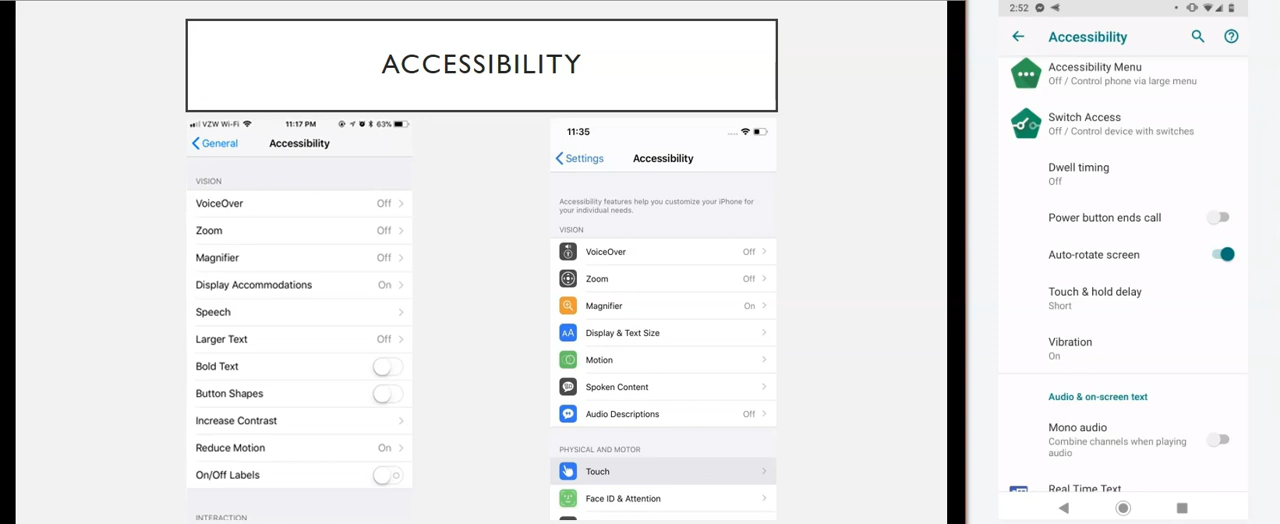 ACCESSIBILITY
VZW Wi-Fi 11:17 PM 63%
General Accessibility
VISION
VoiceOver Off
Zoom Off
Magnifier Off
Display Accommodations On
Speech
Larger Text Off
Bold Text
Button Shapes
Increase Contrast
Reduce Motion On
On/Off Labels
INTERACTION
11:35
Settings Accessibility
Accessibility features help you customize your iPhone for
your individual needs.
VISION
VoiceOver Off
Zoom Off
Magnifier On
AA Display & Text Size
Motion
Spoken Content
Audio Descriptions Off
PHYSICAL AND MOTOR
Touch
Face ID & Attention
2:52
Accessibility
Accessibility Menu
Off / Control phone via large menu
Switch Access
Off / Control device with switches
Dwell timing
Off
Power button ends call
Auto-rotate screen
Touch & hold delay
Short
Vibration
On
Audio & on-screen text
Mono audio
Combine channels when playing
audio
Real Time Text